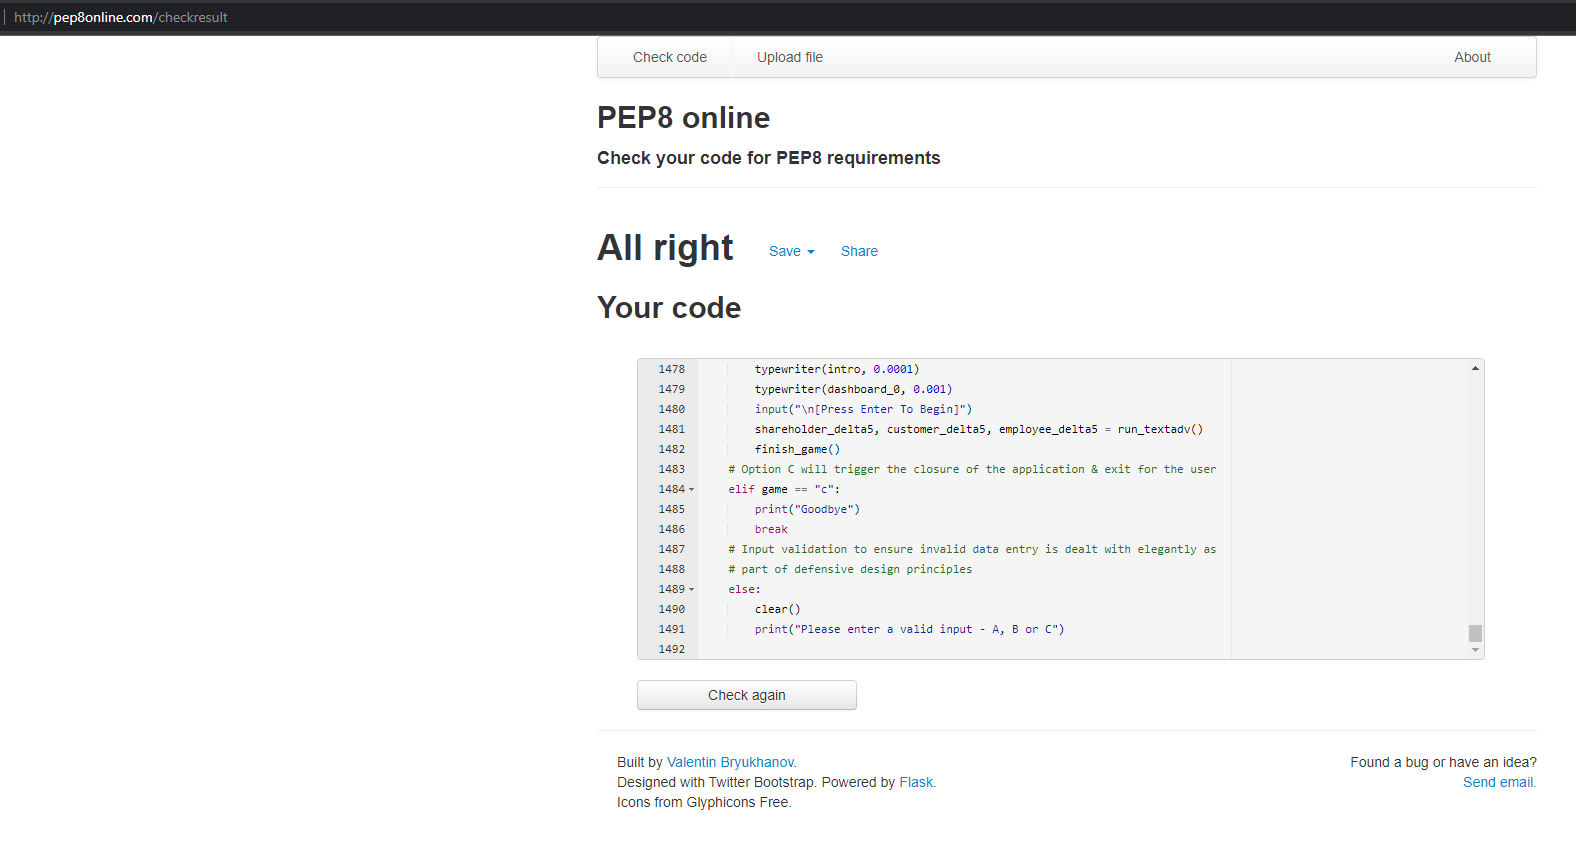 http://pep8online.com/checkresult
Check code Upload file About
PEP8 online
Check your code for PEP8 requirements
All right Save Share
Your code
1478 typewriter(intro, 0.0001)
1479 typewriter(dashboard_0, 0.001)
1480 input("\n[Press Enter To Begin]")
1481 shareholder_delta5, customer_delta5, employee_delta5 = run_textadv()
1482 finish_game()
1483 # Option C will trigger the closure of the application & exit for the user
1484 elif game == "c":
1485 print("Goodbye")
1486 break
1487 # Input validation to ensure invalid data entry is dealt with elegantly as
1488 # part of defensive design principles
1489 else:
1490 clear()
1491 print("Please enter a valid input - A, B or C")
1492
Check again
Built by Valentin Bryukhanov. Found a bug or have an idea?
Designed with Twitter Bootstrap. Powered by Flask. Send email.
Icons from Glyphicons Free.